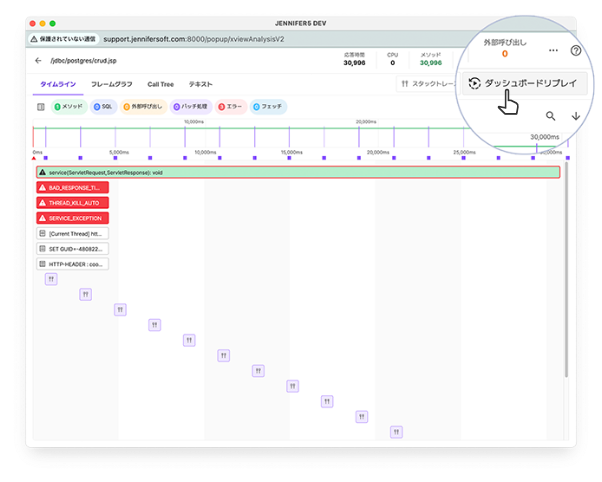 JENNIFER5 DEV
保護されていない通信 support.jennifersoft.com:8000/popup/xviewAnalysisV2
/jdbc/postgres/crud.jsp
応答時間 CPU メソッド 外部呼び出し
30,996 0 30,996 0
ダッシュボードリプレイ
タイムライン フレームグラフ Call Tree テキスト スタックトレー
メソッド SQL 外部呼び出し バッチ処理 エラー フェッチ
10,000ms 20,000ms 30,000ms
0ms 5,000ms 10,000ms 15,000ms 20,000ms 25,000ms
service(ServletRequest,ServletResponse): void
BAD_RESPONSE_TI...
THREAD_KILL_AUTO
SERVICE_EXCEPTION
[Current Thread] htt...
SET GUID=-480822...
HTTP-HEADER : coo...